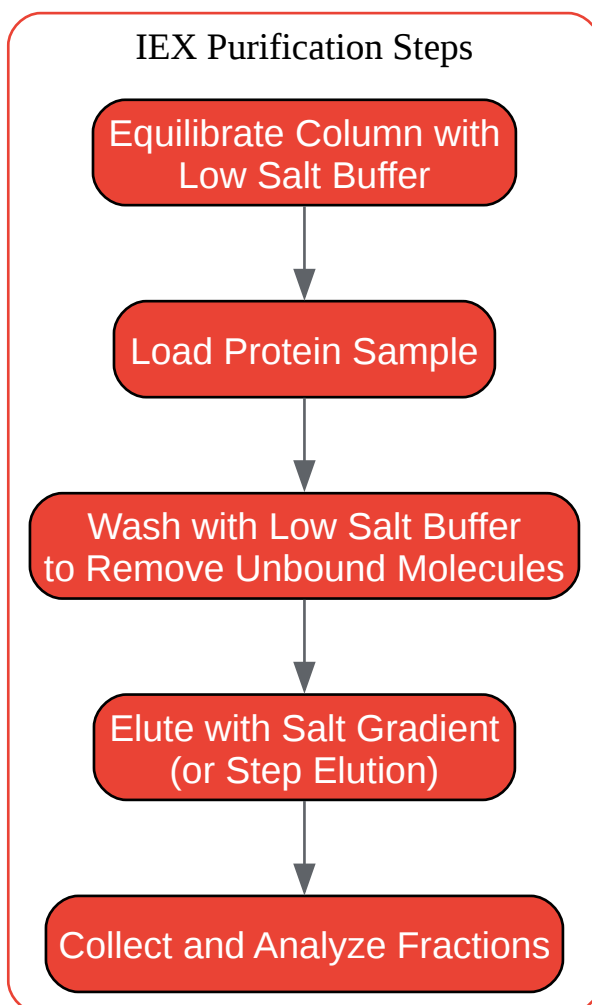 IEX Purification Steps
Equilibrate Column with
Low Salt Buffer
Load Protein Sample
Wash with Low Salt Buffer
to Remove Unbound Molecules
Elute with Salt Gradient
(or Step Elution)
Collect and Analyze Fractions